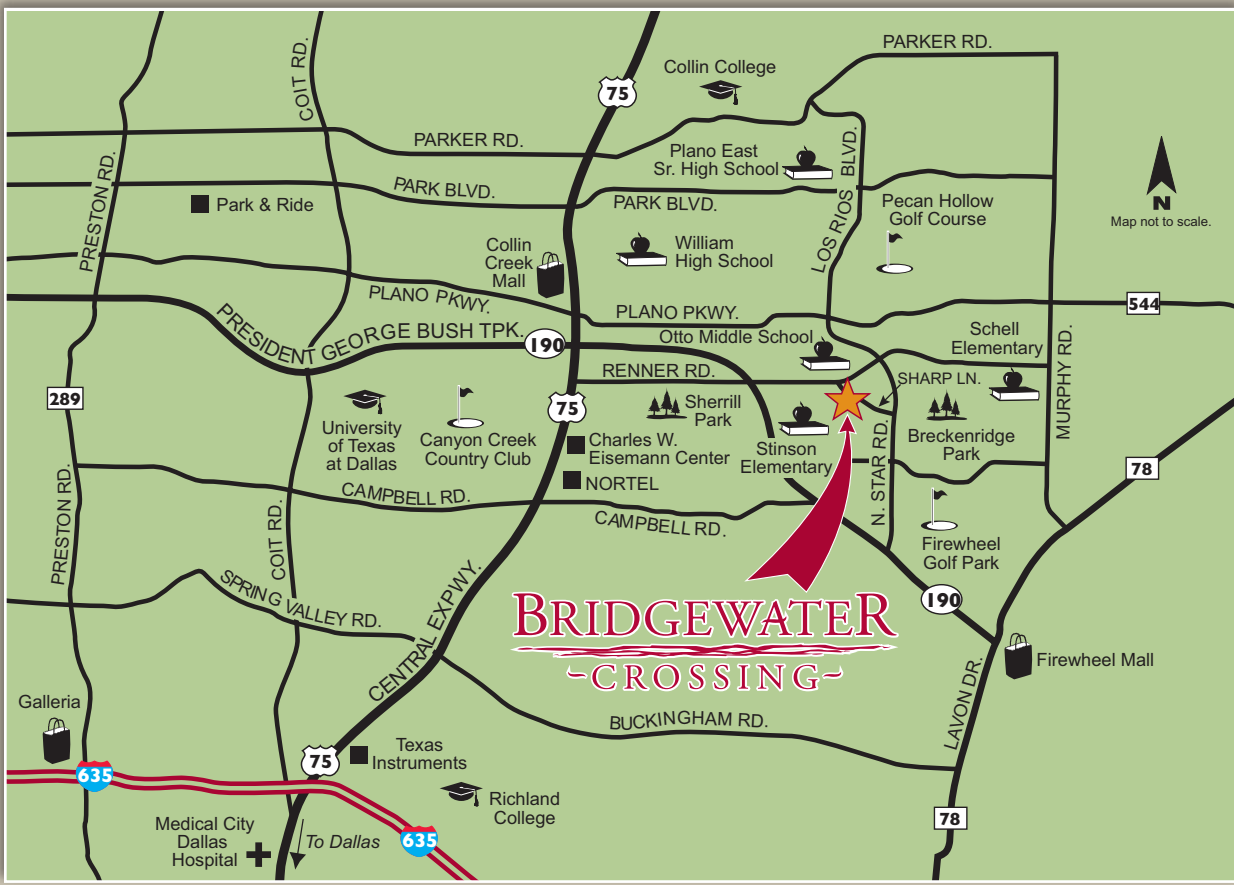 PARKER RD.
COIT RD.
Collin College
75
PARKER RD.
Plano East
Sr. High School
LOS RIOS BLVD.
PRESTON RD.
PARK BLVD.
PARK BLVD.
Park & Ride
Pecan Hollow
Golf Course
N
Map not to scale.
Collin
Creek
Mall
William
High School
PLANO PKWY.
PLANO PKWY.
544
PRESIDENT GEORGE BUSH TPK.
190
Otto Middle School
Schell
Elementary
RENNER RD.
SHARP LN.
MURPHY RD.
289
75
University
of Texas
at Dallas
Canyon Creek
Country Club
Sherrill
Park
Charles W.
Eisemann Center
NORTEL
Stinson
Elementary
N. STAR RD.
Breckenridge
Park
78
PRESTON RD.
COIT RD.
CAMPBELL RD.
CAMPBELL RD.
Firewheel
Golf Park
190
SPRING VALLEY RD.
CENTRAL EXPWY.
BRIDGEWATER
~CROSSING~
Firewheel Mall
LAVON DR.
BUCKINGHAM RD.
Galleria
635
75
Texas
Instruments
Richland
College
78
Medical City
Dallas
Hospital
To Dallas
635